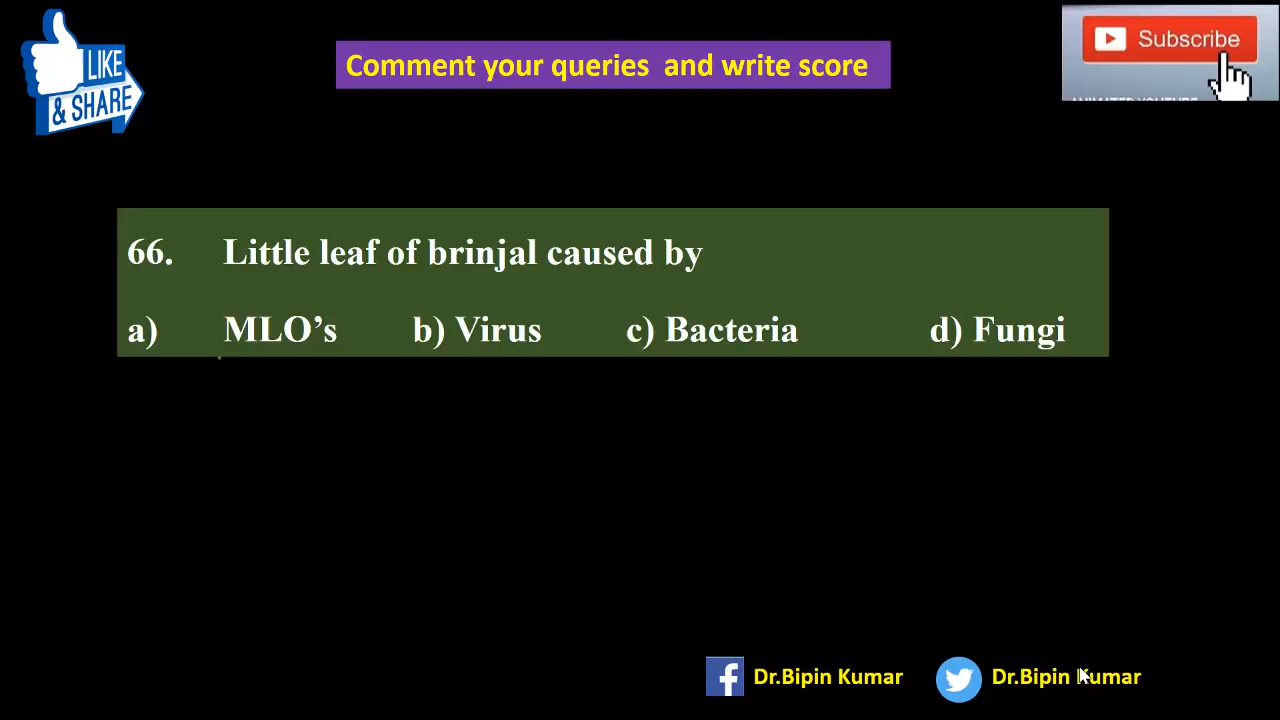 LIKE
& SHARE
Comment your queries and write score
Subscribe
66. Little leaf of brinjal caused by
a) MLO’s b) Virus c) Bacteria d) Fungi
Dr.Bipin Kumar Dr.Bipin Kumar